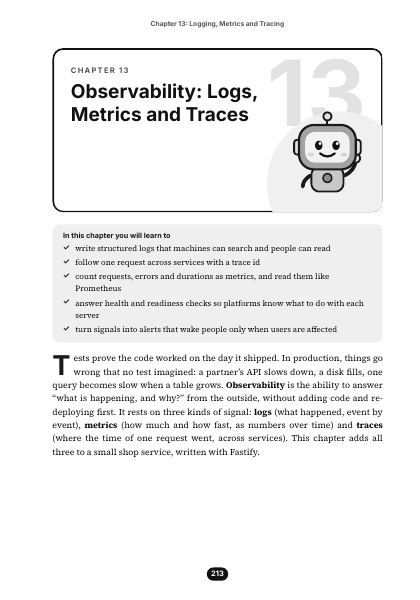 Chapter 13: Logging, Metrics and Tracing
CHAPTER 13
13
Observability: Logs,
Metrics and Traces
In this chapter you will learn to
✓ write structured logs that machines can search and people can read
✓ follow one request across services with a trace id
✓ count requests, errors and durations as metrics, and read them like
Prometheus
✓ answer health and readiness checks so platforms know what to do with each
server
✓ turn signals into alerts that wake people only when users are affected
Tests prove the code worked on the day it shipped. In production, things go
wrong that no test imagined: a partner’s API slows down, a disk fills, one
query becomes slow when a table grows. Observability is the ability to answer
“what is happening, and why?” from the outside, without adding code and re-
deploying first. It rests on three kinds of signal: logs (what happened, event by
event), metrics (how much and how fast, as numbers over time) and traces
(where the time of one request went, across services). This chapter adds all
three to a small shop service, written with Fastify.
213